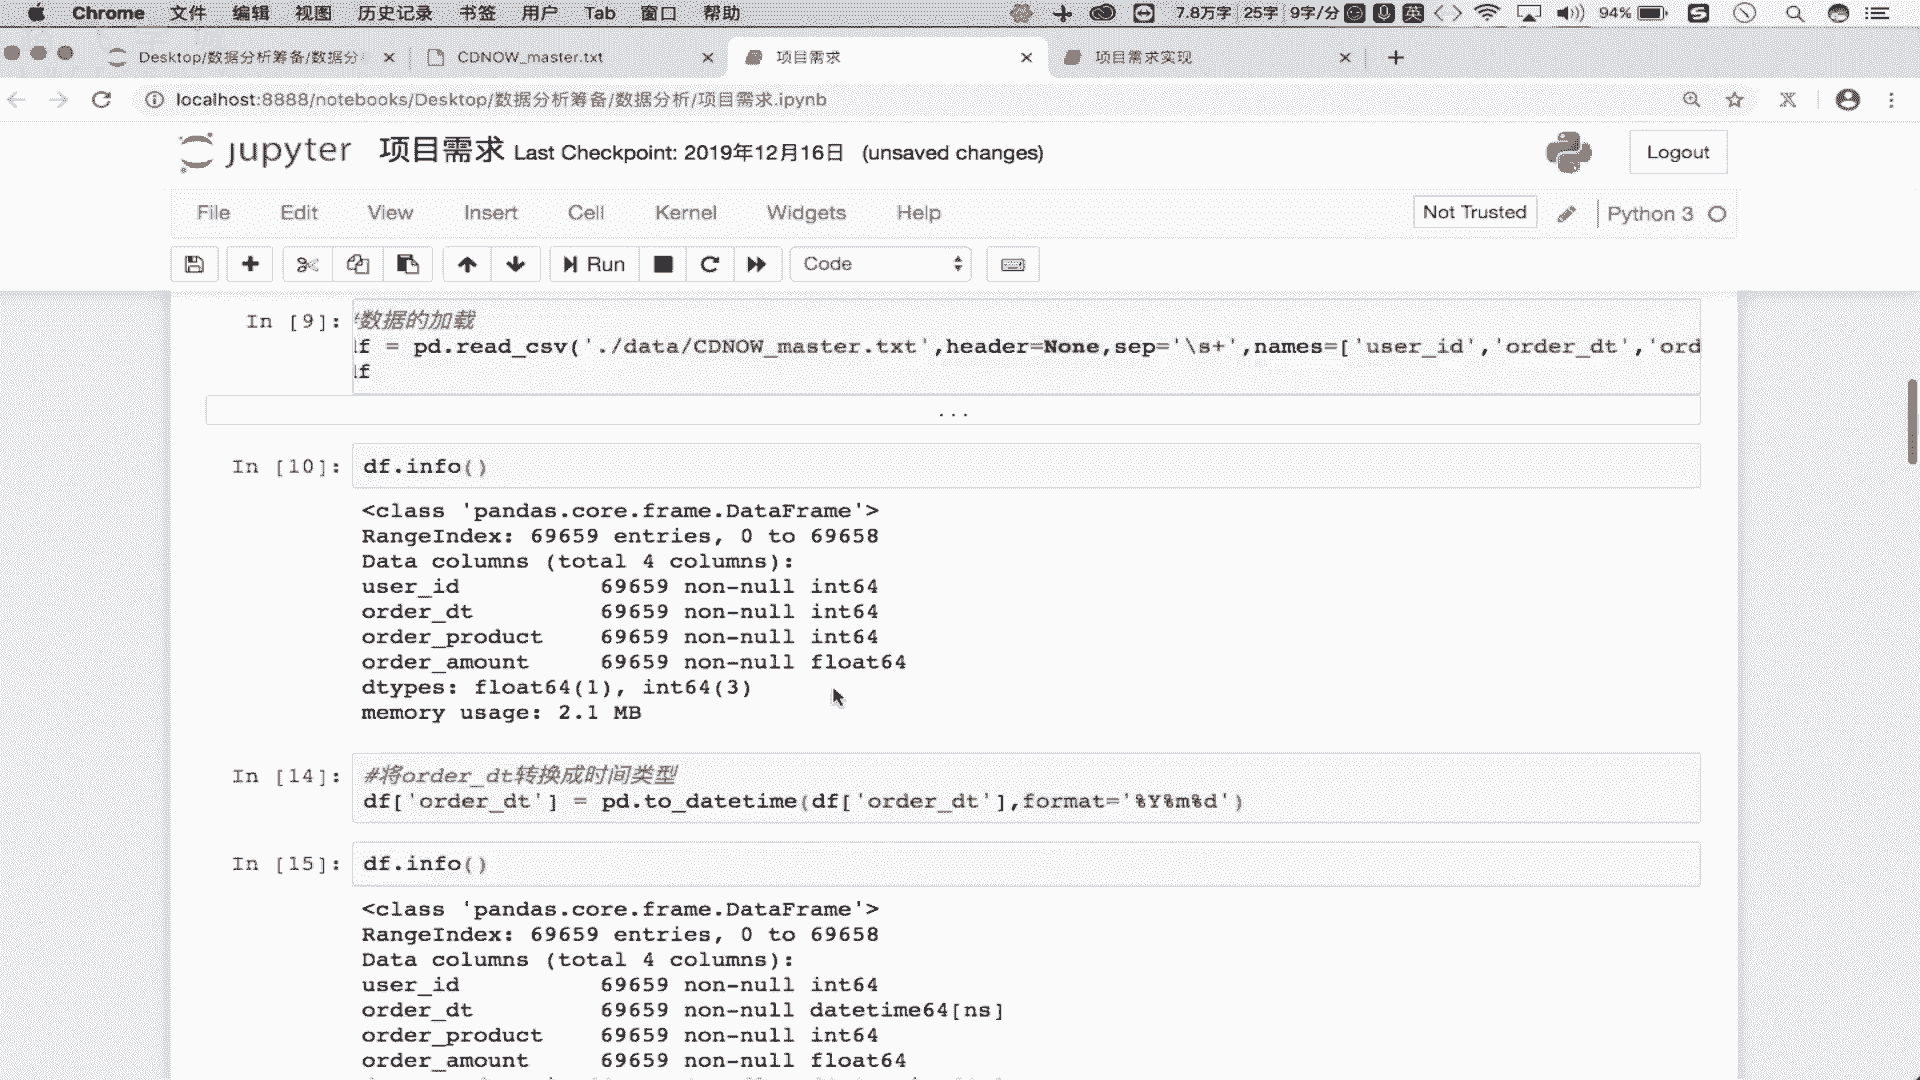 Chrome 文件 编辑 视图 历史记录 书签 用户 Tab 窗口 帮助 7.8万字 25字 9字/分 英 94%
Desktop/数据分析筹备/数据分 CDNOW_master.txt 项目需求 项目需求实现
localhost:8888/notebooks/Desktop/数据分析筹备/数据分析/项目需求.ipynb
jupyter 项目需求 Last Checkpoint: 2019年12月16日 (unsaved changes) Logout
File Edit View Insert Cell Kernel Widgets Help Not Trusted Python 3
Run Code
In [9]: #数据的加载
df = pd.read_csv('./data/CDNOW_master.txt',header=None,sep='\s+',names=['user_id','order_dt','ord
df
...
In [10]: df.info()
<class 'pandas.core.frame.DataFrame'>
RangeIndex: 69659 entries, 0 to 69658
Data columns (total 4 columns):
user_id 69659 non-null int64
order_dt 69659 non-null int64
order_product 69659 non-null int64
order_amount 69659 non-null float64
dtypes: float64(1), int64(3)
memory usage: 2.1 MB
In [14]: #将order_dt转换成时间类型
df['order_dt'] = pd.to_datetime(df['order_dt'],format='%Y%m%d')
In [15]: df.info()
<class 'pandas.core.frame.DataFrame'>
RangeIndex: 69659 entries, 0 to 69658
Data columns (total 4 columns):
user_id 69659 non-null int64
order_dt 69659 non-null datetime64[ns]
order_product 69659 non-null int64
order_amount 69659 non-null float64